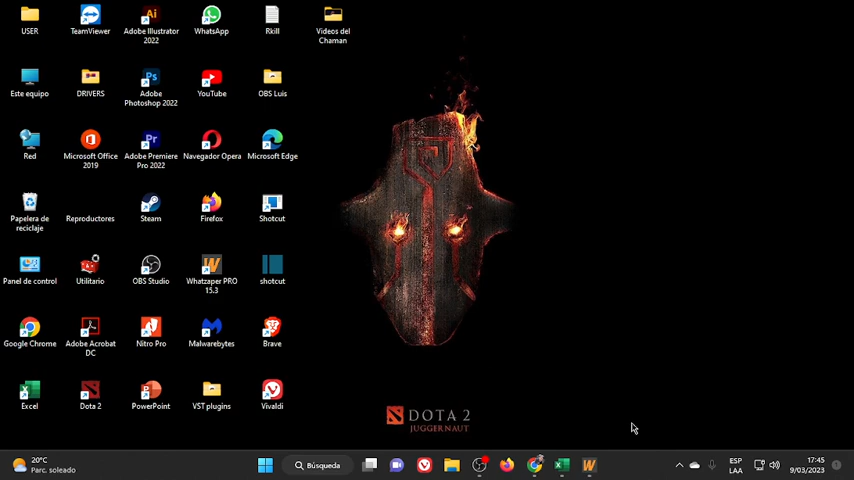 USER
TeamViewer
Adobe Illustrator
2022
WhatsApp
Rkill
Videos del
Chaman
Este equipo
DRIVERS
Adobe
Photoshop 2022
YouTube
OBS Luis
Red
Microsoft Office
2019
Adobe Premiere
Pro 2022
Navegador Opera
Microsoft Edge
Papelera de
reciclaje
Reproductores
Steam
Firefox
Shotcut
Panel de control
Utilitario
OBS Studio
Whatzaper PRO
15.3
shotcut
Google Chrome
Adobe Acrobat
DC
Nitro Pro
Malwarebytes
Brave
Excel
Dota 2
PowerPoint
VST plugins
Vivaldi
DOTA 2
JUGGERNAUT
20°C
Parc. soleado
Búsqueda
ESP
LAA
17:45
9/03/2023